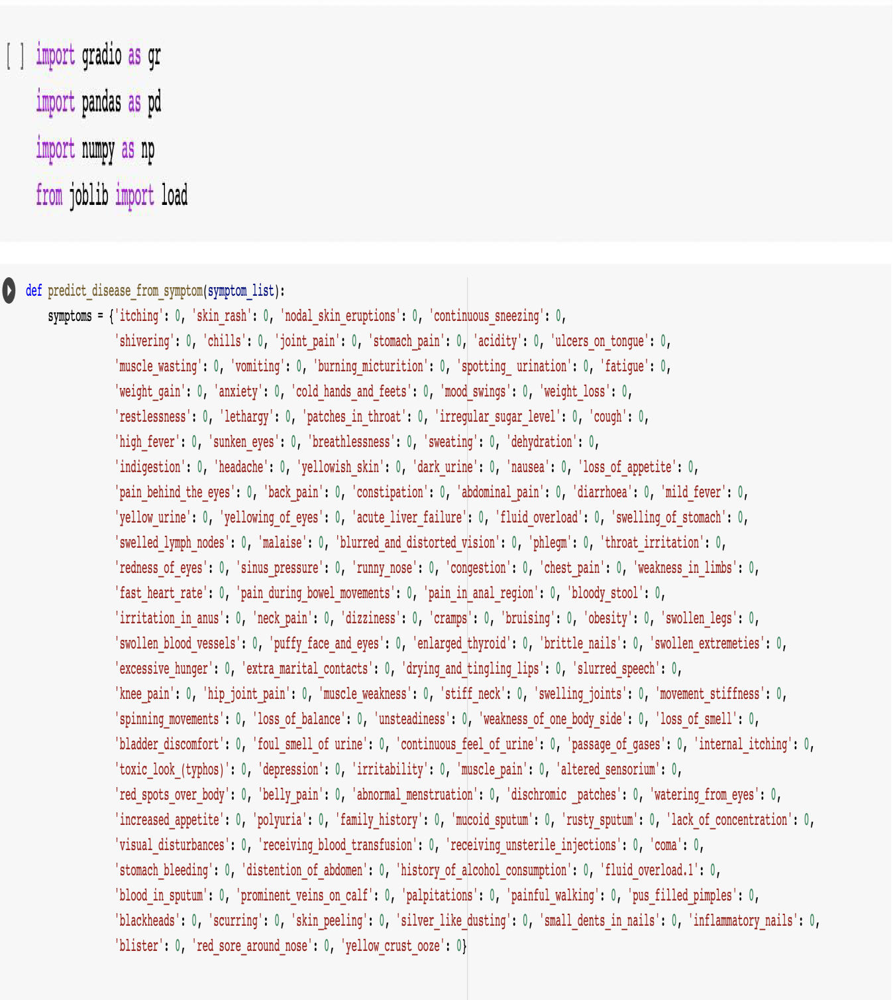 [ ] import gradio as gr
import pandas as pd
import numpy as np
from joblib import load
def predict_disease_from_symptom(symptom_list):
symptoms = {'itching': 0, 'skin_rash': 0, 'nodal_skin_eruptions': 0, 'continuous_sneezing': 0,
'shivering': 0, 'chills': 0, 'joint_pain': 0, 'stomach_pain': 0, 'acidity': 0, 'ulcers_on_tongue': 0,
'muscle_wasting': 0, 'vomiting': 0, 'burning_micturition': 0, 'spotting_ urination': 0, 'fatigue': 0,
'weight_gain': 0, 'anxiety': 0, 'cold_hands_and_feets': 0, 'mood_swings': 0, 'weight_loss': 0,
'restlessness': 0, 'lethargy': 0, 'patches_in_throat': 0, 'irregular_sugar_level': 0, 'cough': 0,
'high_fever': 0, 'sunken_eyes': 0, 'breathlessness': 0, 'sweating': 0, 'dehydration': 0,
'indigestion': 0, 'headache': 0, 'yellowish_skin': 0, 'dark_urine': 0, 'nausea': 0, 'loss_of_appetite': 0,
'pain_behind_the_eyes': 0, 'back_pain': 0, 'constipation': 0, 'abdominal_pain': 0, 'diarrhoea': 0, 'mild_fever': 0,
'yellow_urine': 0, 'yellowing_of_eyes': 0, 'acute_liver_failure': 0, 'fluid_overload': 0, 'swelling_of_stomach': 0,
'swelled_lymph_nodes': 0, 'malaise': 0, 'blurred_and_distorted_vision': 0, 'phlegm': 0, 'throat_irritation': 0,
'redness_of_eyes': 0, 'sinus_pressure': 0, 'runny_nose': 0, 'congestion': 0, 'chest_pain': 0, 'weakness_in_limbs': 0,
'fast_heart_rate': 0, 'pain_during_bowel_movements': 0, 'pain_in_anal_region': 0, 'bloody_stool': 0,
'irritation_in_anus': 0, 'neck_pain': 0, 'dizziness': 0, 'cramps': 0, 'bruising': 0, 'obesity': 0, 'swollen_legs': 0,
'swollen_blood_vessels': 0, 'puffy_face_and_eyes': 0, 'enlarged_thyroid': 0, 'brittle_nails': 0, 'swollen_extremeties': 0,
'excessive_hunger': 0, 'extra_marital_contacts': 0, 'drying_and_tingling_lips': 0, 'slurred_speech': 0,
'knee_pain': 0, 'hip_joint_pain': 0, 'muscle_weakness': 0, 'stiff_neck': 0, 'swelling_joints': 0, 'movement_stiffness': 0,
'spinning_movements': 0, 'loss_of_balance': 0, 'unsteadiness': 0, 'weakness_of_one_body_side': 0, 'loss_of_smell': 0,
'bladder_discomfort': 0, 'foul_smell_of urine': 0, 'continuous_feel_of_urine': 0, 'passage_of_gases': 0, 'internal_itching': 0,
'toxic_look_(typhos)': 0, 'depression': 0, 'irritability': 0, 'muscle_pain': 0, 'altered_sensorium': 0,
'red_spots_over_body': 0, 'belly_pain': 0, 'abnormal_menstruation': 0, 'dischromic _patches': 0, 'watering_from_eyes': 0,
'increased_appetite': 0, 'polyuria': 0, 'family_history': 0, 'mucoid_sputum': 0, 'rusty_sputum': 0, 'lack_of_concentration': 0,
'visual_disturbances': 0, 'receiving_blood_transfusion': 0, 'receiving_unsterile_injections': 0, 'coma': 0,
'stomach_bleeding': 0, 'distention_of_abdomen': 0, 'history_of_alcohol_consumption': 0, 'fluid_overload.1': 0,
'blood_in_sputum': 0, 'prominent_veins_on_calf': 0, 'palpitations': 0, 'painful_walking': 0, 'pus_filled_pimples': 0,
'blackheads': 0, 'scurring': 0, 'skin_peeling': 0, 'silver_like_dusting': 0, 'small_dents_in_nails': 0, 'inflammatory_nails': 0,
'blister': 0, 'red_sore_around_nose': 0, 'yellow_crust_ooze': 0}